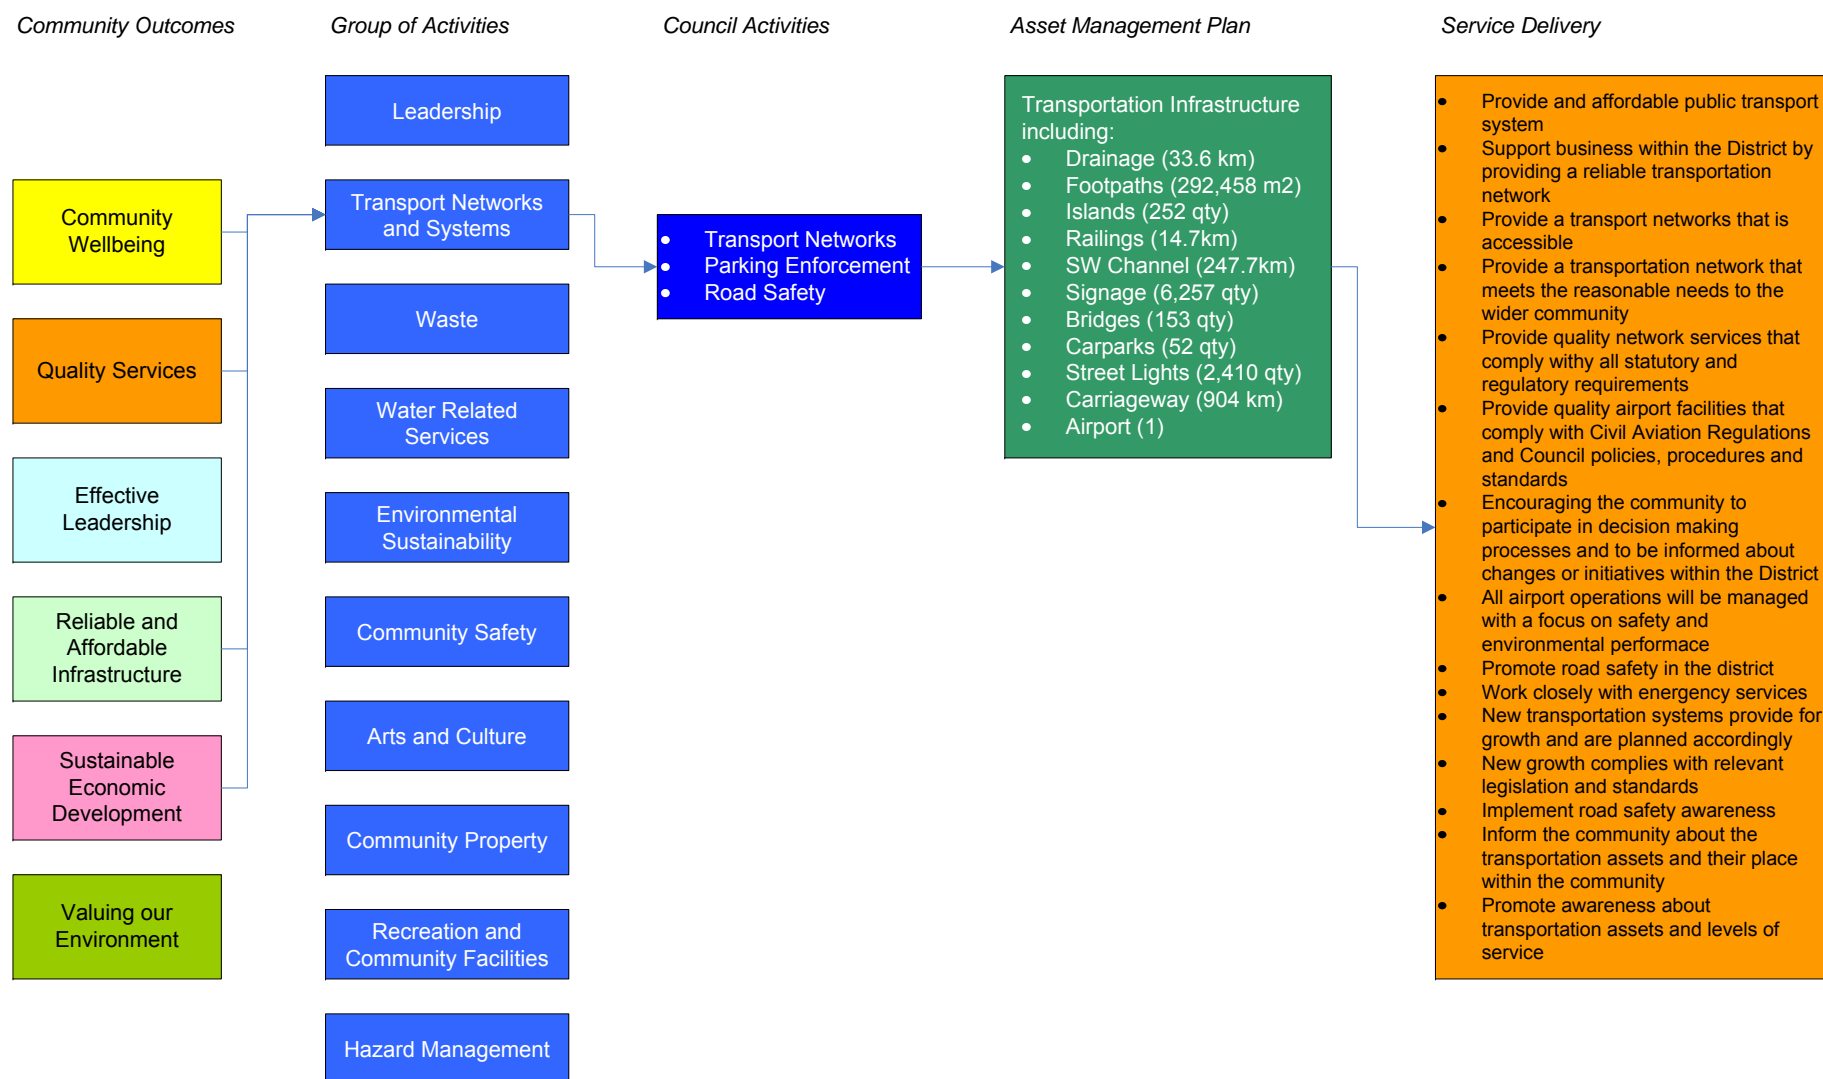 Community Outcomes
Group of Activities
Council Activities
Asset Management Plan
Service Delivery
Community
Wellbeing
Quality Services
Effective
Leadership
Reliable and
Affordable
Infrastructure
Sustainable
Economic
Development
Valuing our
Environment
Leadership
Transport Networks
and Systems
Waste
Water Related
Services
Environmental
Sustainability
Community Safety
Arts and Culture
Community Property
Recreation and
Community Facilities
Hazard Management
• Transport Networks
• Parking Enforcement
• Road Safety
Transportation Infrastructure
including:
• Drainage (33.6 km)
• Footpaths (292,458 m2)
• Islands (252 qty)
• Railings (14.7km)
• SW Channel (247.7km)
• Signage (6,257 qty)
• Bridges (153 qty)
• Carparks (52 qty)
• Street Lights (2,410 qty)
• Carriageway (904 km)
• Airport (1)
• Provide and affordable public transport
system
• Support business within the District by
providing a reliable transportation
network
• Provide a transport networks that is
accessible
• Provide a transportation network that
meets the reasonable needs to the
wider community
• Provide quality network services that
comply withy all statutory and
regulatory requirements
• Provide quality airport facilities that
comply with Civil Aviation Regulations
and Council policies, procedures and
standards
• Encouraging the community to
participate in decision making
processes and to be informed about
changes or initiatives within the District
• All airport operations will be managed
with a focus on safety and
environmental performace
• Promote road safety in the district
• Work closely with energency services
• New transportation systems provide for
growth and are planned accordingly
• New growth complies with relevant
legislation and standards
• Implement road safety awareness
• Inform the community about the
transportation assets and their place
within the community
• Promote awareness about
transportation assets and levels of
service